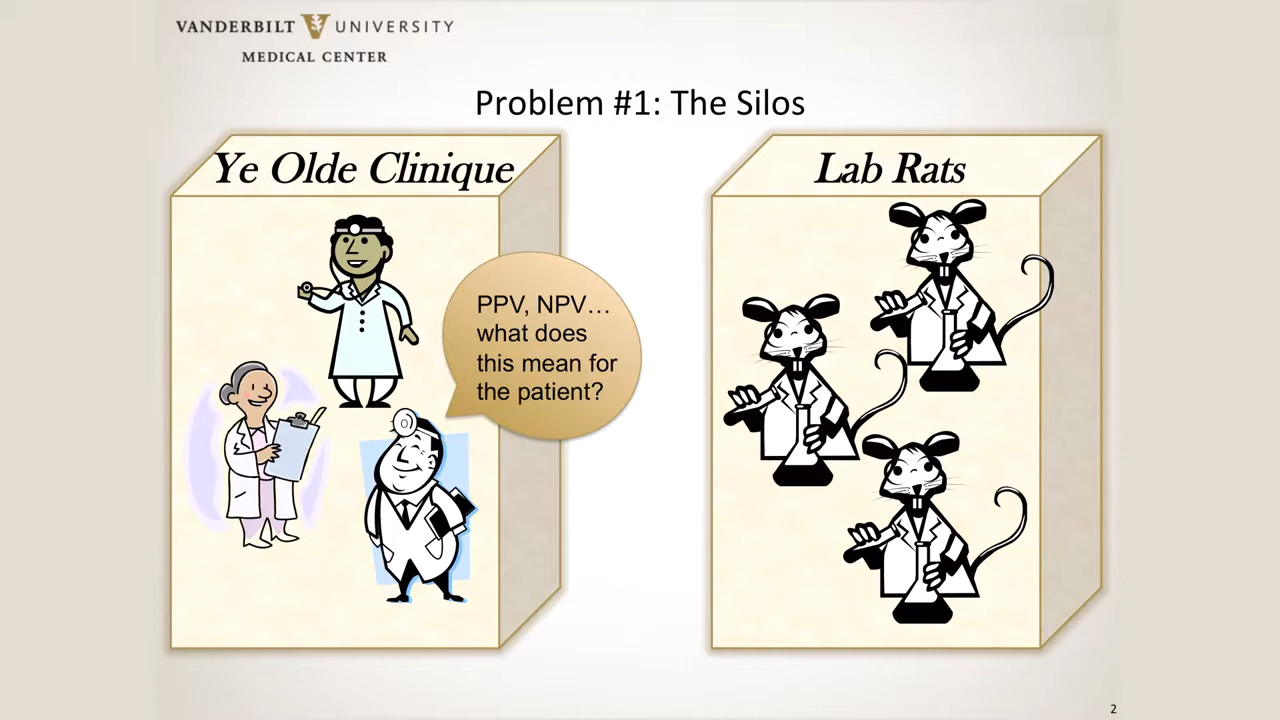 VANDERBILT UNIVERSITY
MEDICAL CENTER
Problem #1: The Silos
Ye Olde Clinique
Lab Rats
PPV, NPV…
what does
this mean for
the patient?
2